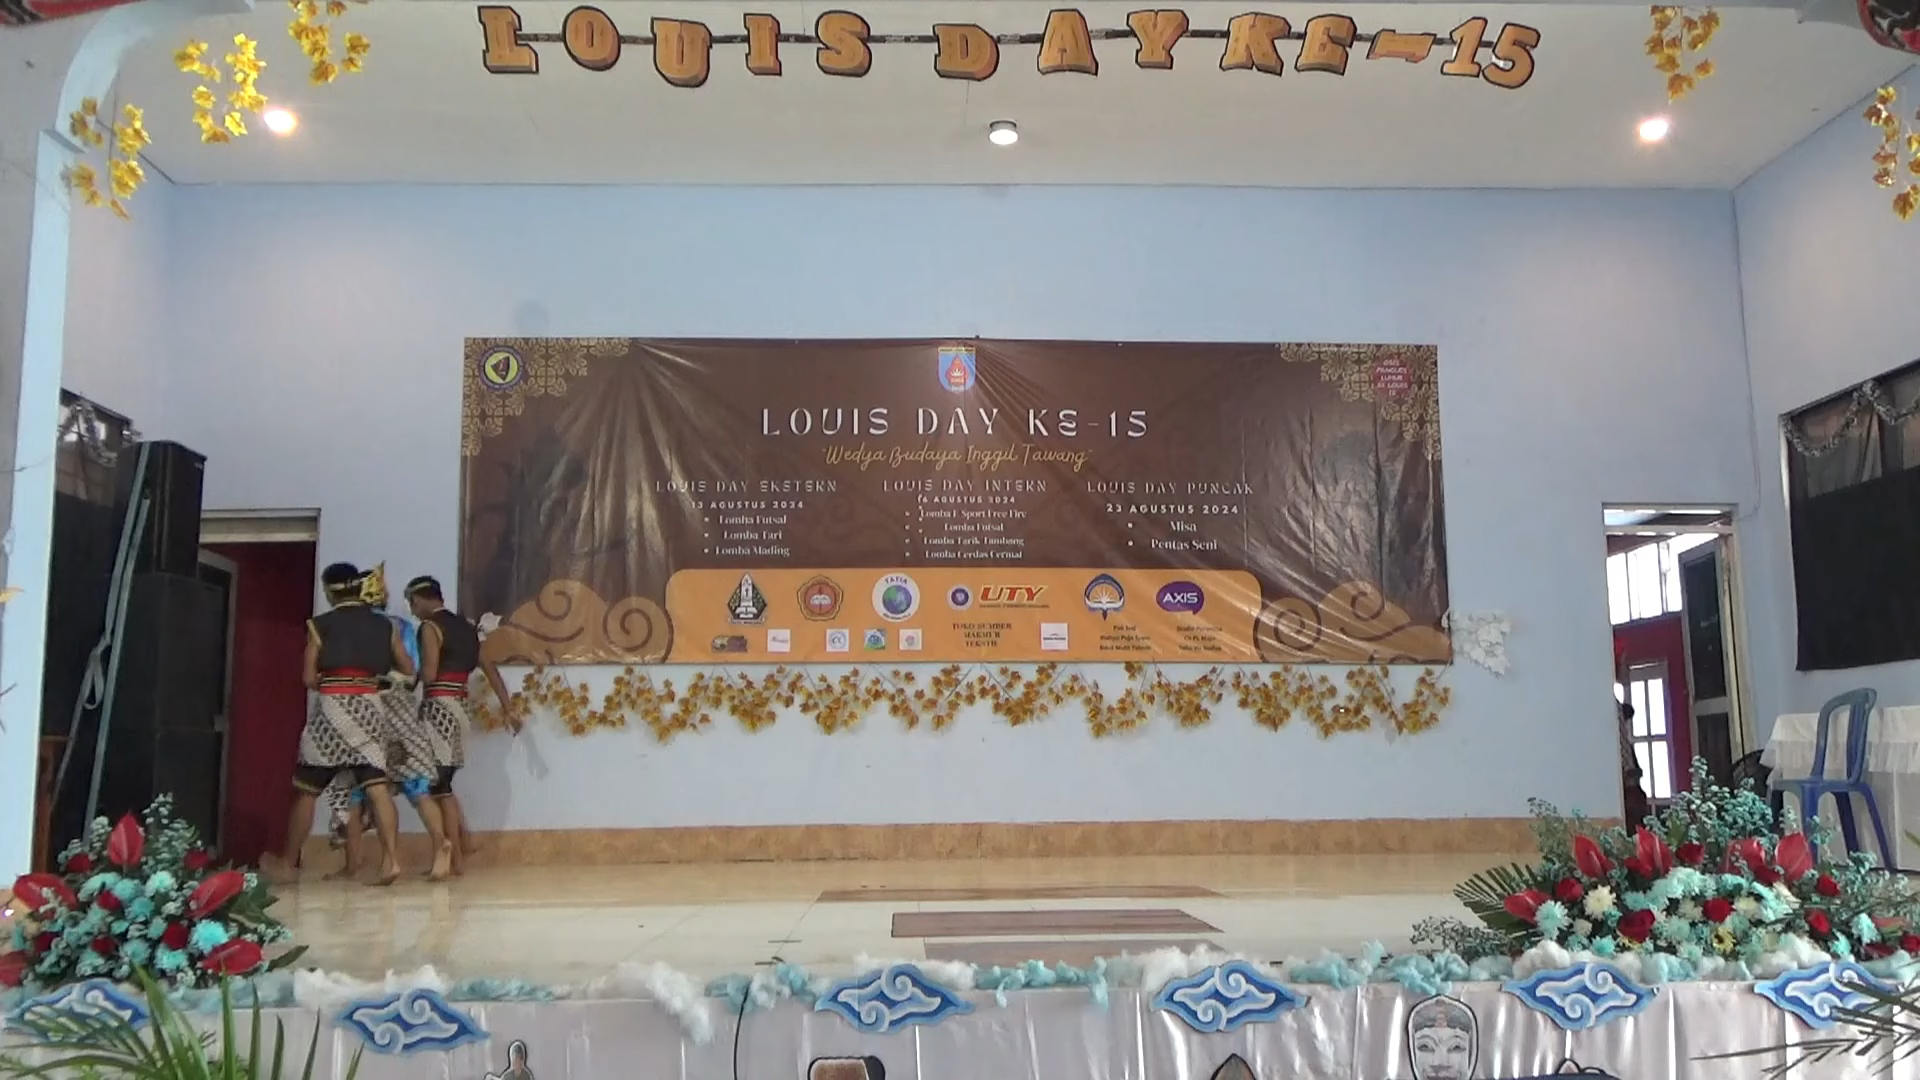 LOUIS DAY KE-15
LOUIS DAY KE-15
"Wedya Budaya Inggil Tawang"
LOUIS DAY EKSTERN
13 AGUSTUS 2024
• Lomba Futsal
• Lomba Tari
• Lomba Mading
LOUIS DAY INTERN
16 AGUSTUS 2024
• Lomba E Sport Free Fire
• Lomba Futsal
• Lomba Tarik Tambang
• Lomba Cerdas Cermat
LOUIS DAY PUNCAK
23 AGUSTUS 2024
• Misa
• Pentas Seni
TATIA
UTY
AXIS
TOKO SUMBER
MAKMUR
TEKSTIL